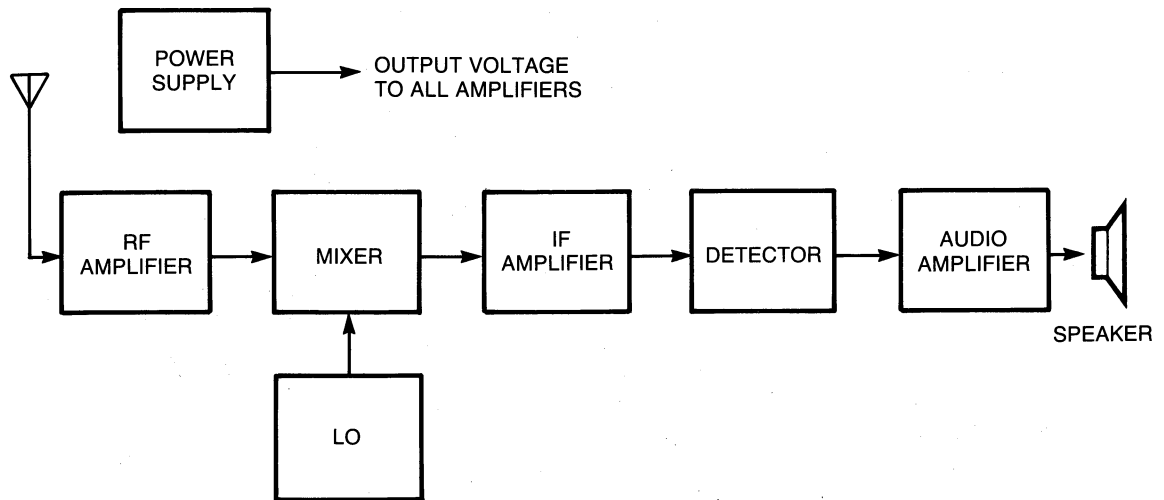 POWER
SUPPLY
OUTPUT VOLTAGE
TO ALL AMPLIFIERS
RF
AMPLIFIER
MIXER
IF
AMPLIFIER
DETECTOR
AUDIO
AMPLIFIER
SPEAKER
LO